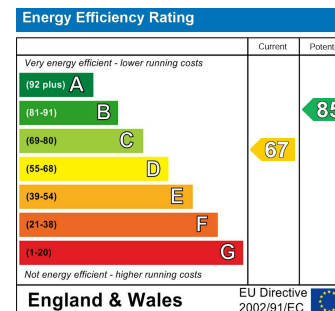 Energy Efficiency Rating
Current Potent
Very energy efficient - lower running costs
(92 plus) A
(81-91) B 85
(69-80) C
67
(55-68) D
(39-54) E
(21-38) F
(1-20) G
Not energy efficient - higher running costs
England & Wales
EU Directive
2002/91/EC